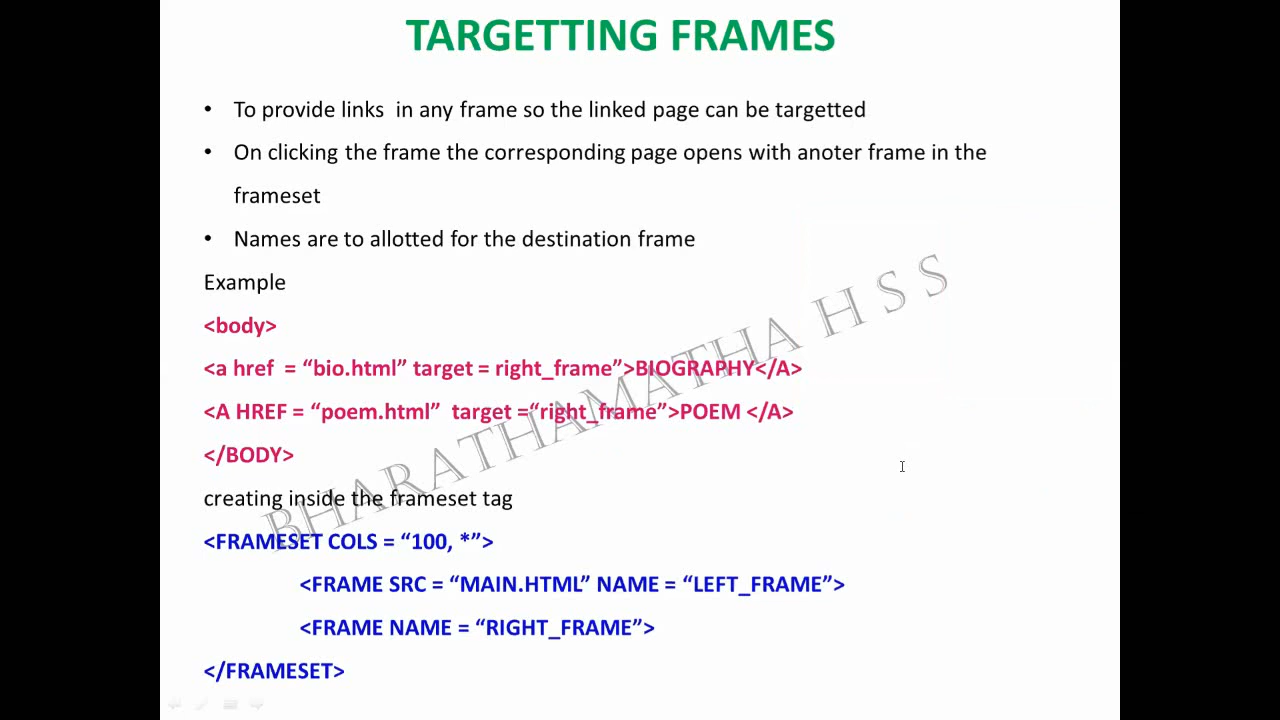 TARGETTING FRAMES
• To provide links in any frame so the linked page can be targetted
• On clicking the frame the corresponding page opens with anoter frame in the
frameset
• Names are to allotted for the destination frame
Example
<body>
<a href = “bio.html” target = right_frame”>BIOGRAPHY</A>
<A HREF = “poem.html” target =“right_frame”>POEM </A>
</BODY>
creating inside the frameset tag
<FRAMESET COLS = “100, *”>
<FRAME SRC = “MAIN.HTML” NAME = “LEFT_FRAME”>
<FRAME NAME = “RIGHT_FRAME”>
</FRAMESET>
BHARATHAMATHA H S S